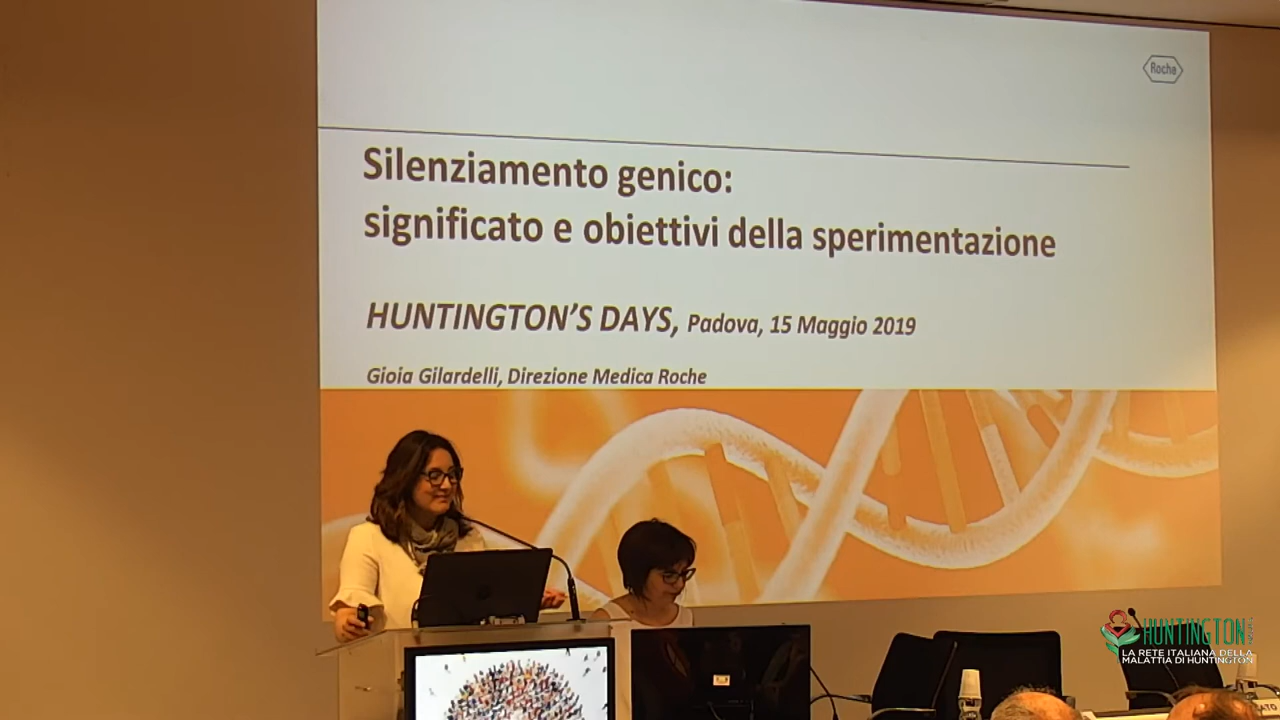 Roche
Silenziamento genico:
significato e obiettivi della sperimentazione
HUNTINGTON'S DAYS, Padova, 15 Maggio 2019
Gioia Gilardelli, Direzione Medica Roche
HUNTINGTON
LA RETE ITALIANA DELLA
MALATTIA DI HUNTINGTON